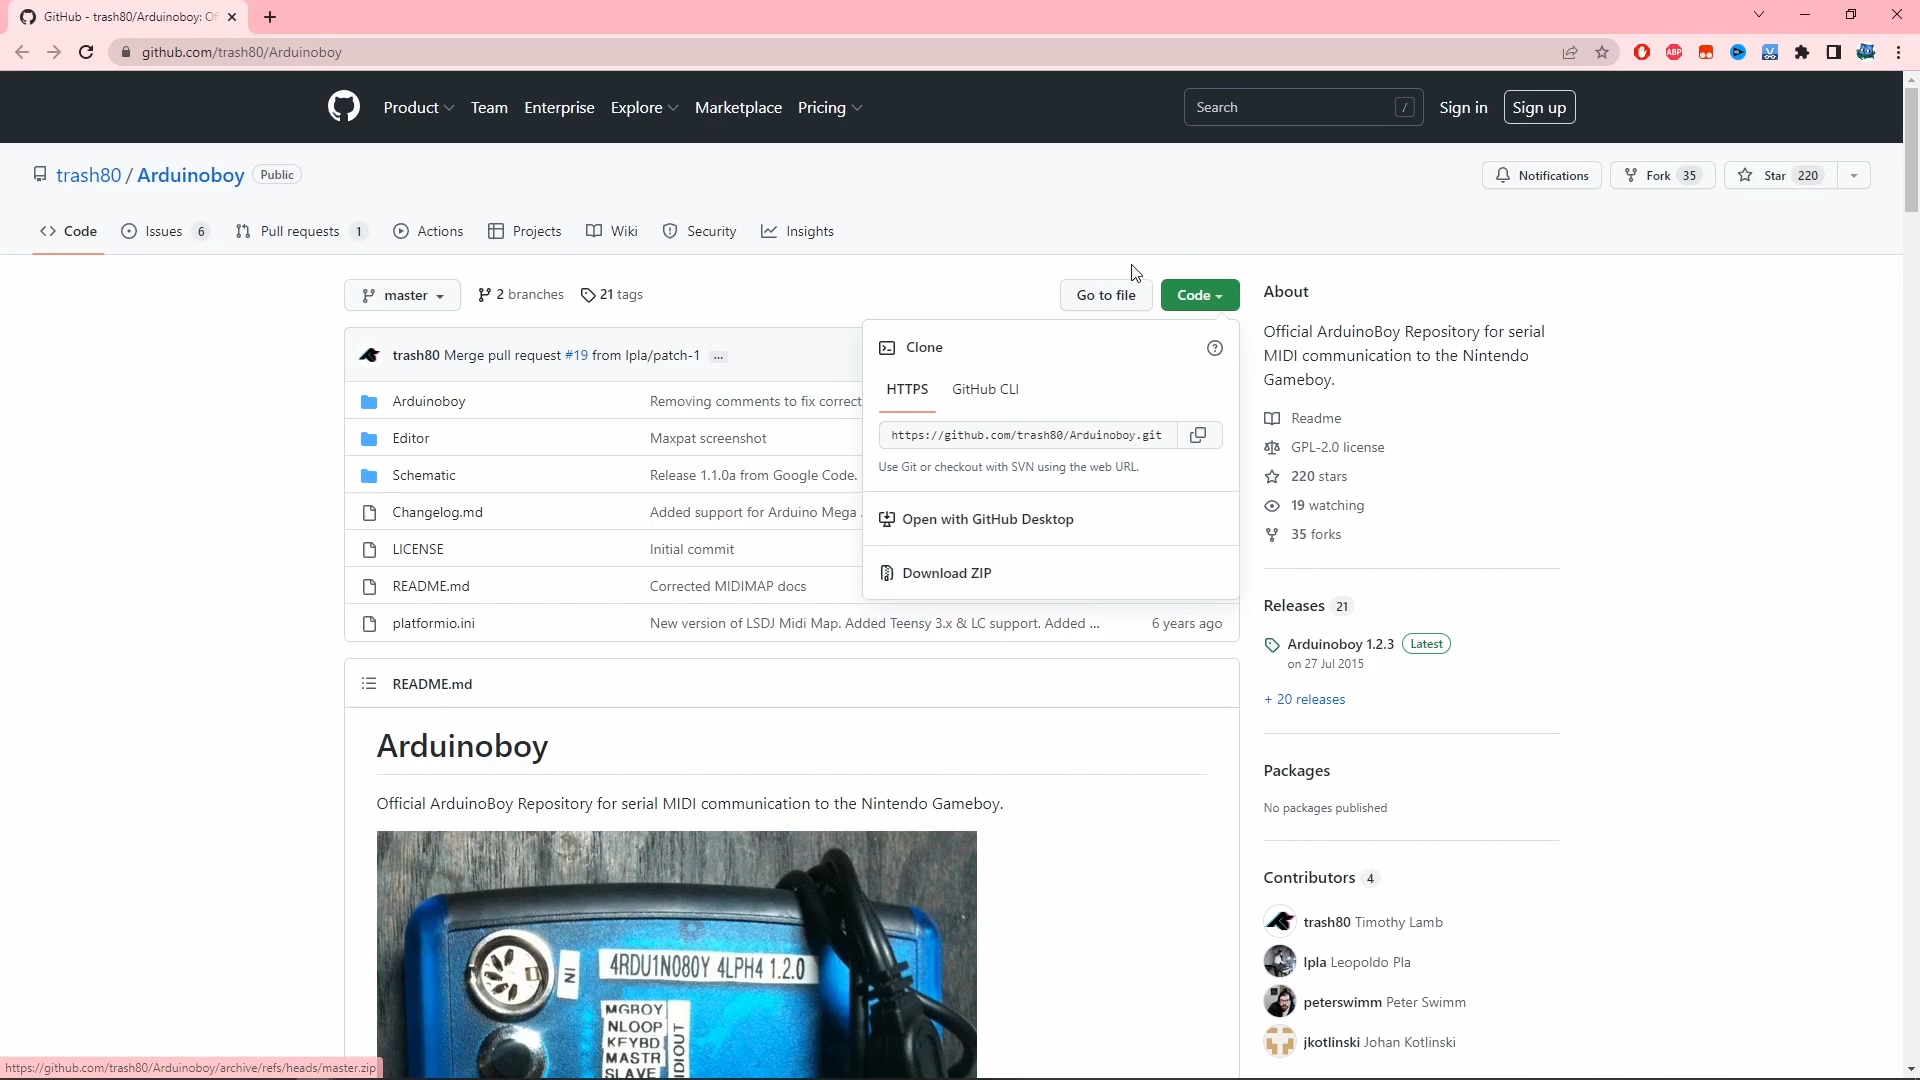 GitHub - trash80/Arduinoboy: Of
github.com/trash80/Arduinoboy
ABP
Product Team Enterprise Explore Marketplace Pricing
Search /
Sign in Sign up
trash80 / Arduinoboy Public
Notifications Fork 35 Star 220
Code Issues 6 Pull requests 1 Actions Projects Wiki Security Insights
master 2 branches 21 tags Go to file Code
trash80 Merge pull request #19 from lpla/patch-1 ...
Arduinoboy Removing comments to fix correct
Editor Maxpat screenshot
Schematic Release 1.1.0a from Google Code.
Changelog.md Added support for Arduino Mega
LICENSE Initial commit
README.md Corrected MIDIMAP docs
platformio.ini New version of LSDJ Midi Map. Added Teensy 3.x & LC support. Added ... 6 years ago
Clone
HTTPS GitHub CLI
https://github.com/trash80/Arduinoboy.git
Use Git or checkout with SVN using the web URL.
Open with GitHub Desktop
Download ZIP
README.md
Arduinoboy
Official ArduinoBoy Repository for serial MIDI communication to the Nintendo Gameboy.
IN
4RDU1N080Y 4LPH4 1.2.0
MGBOY
NLOOP
KEYBD
MASTR
SLAVE
MIDIOUT
About
Official ArduinoBoy Repository for serial
MIDI communication to the Nintendo
Gameboy.
Readme
GPL-2.0 license
220 stars
19 watching
35 forks
Releases 21
Arduinoboy 1.2.3 Latest
on 27 Jul 2015
+ 20 releases
Packages
No packages published
Contributors 4
trash80 Timothy Lamb
lpla Leopoldo Pla
peterswimm Peter Swimm
jkotlinski Johan Kotlinski
https://github.com/trash80/Arduinoboy/archive/refs/heads/master.zip